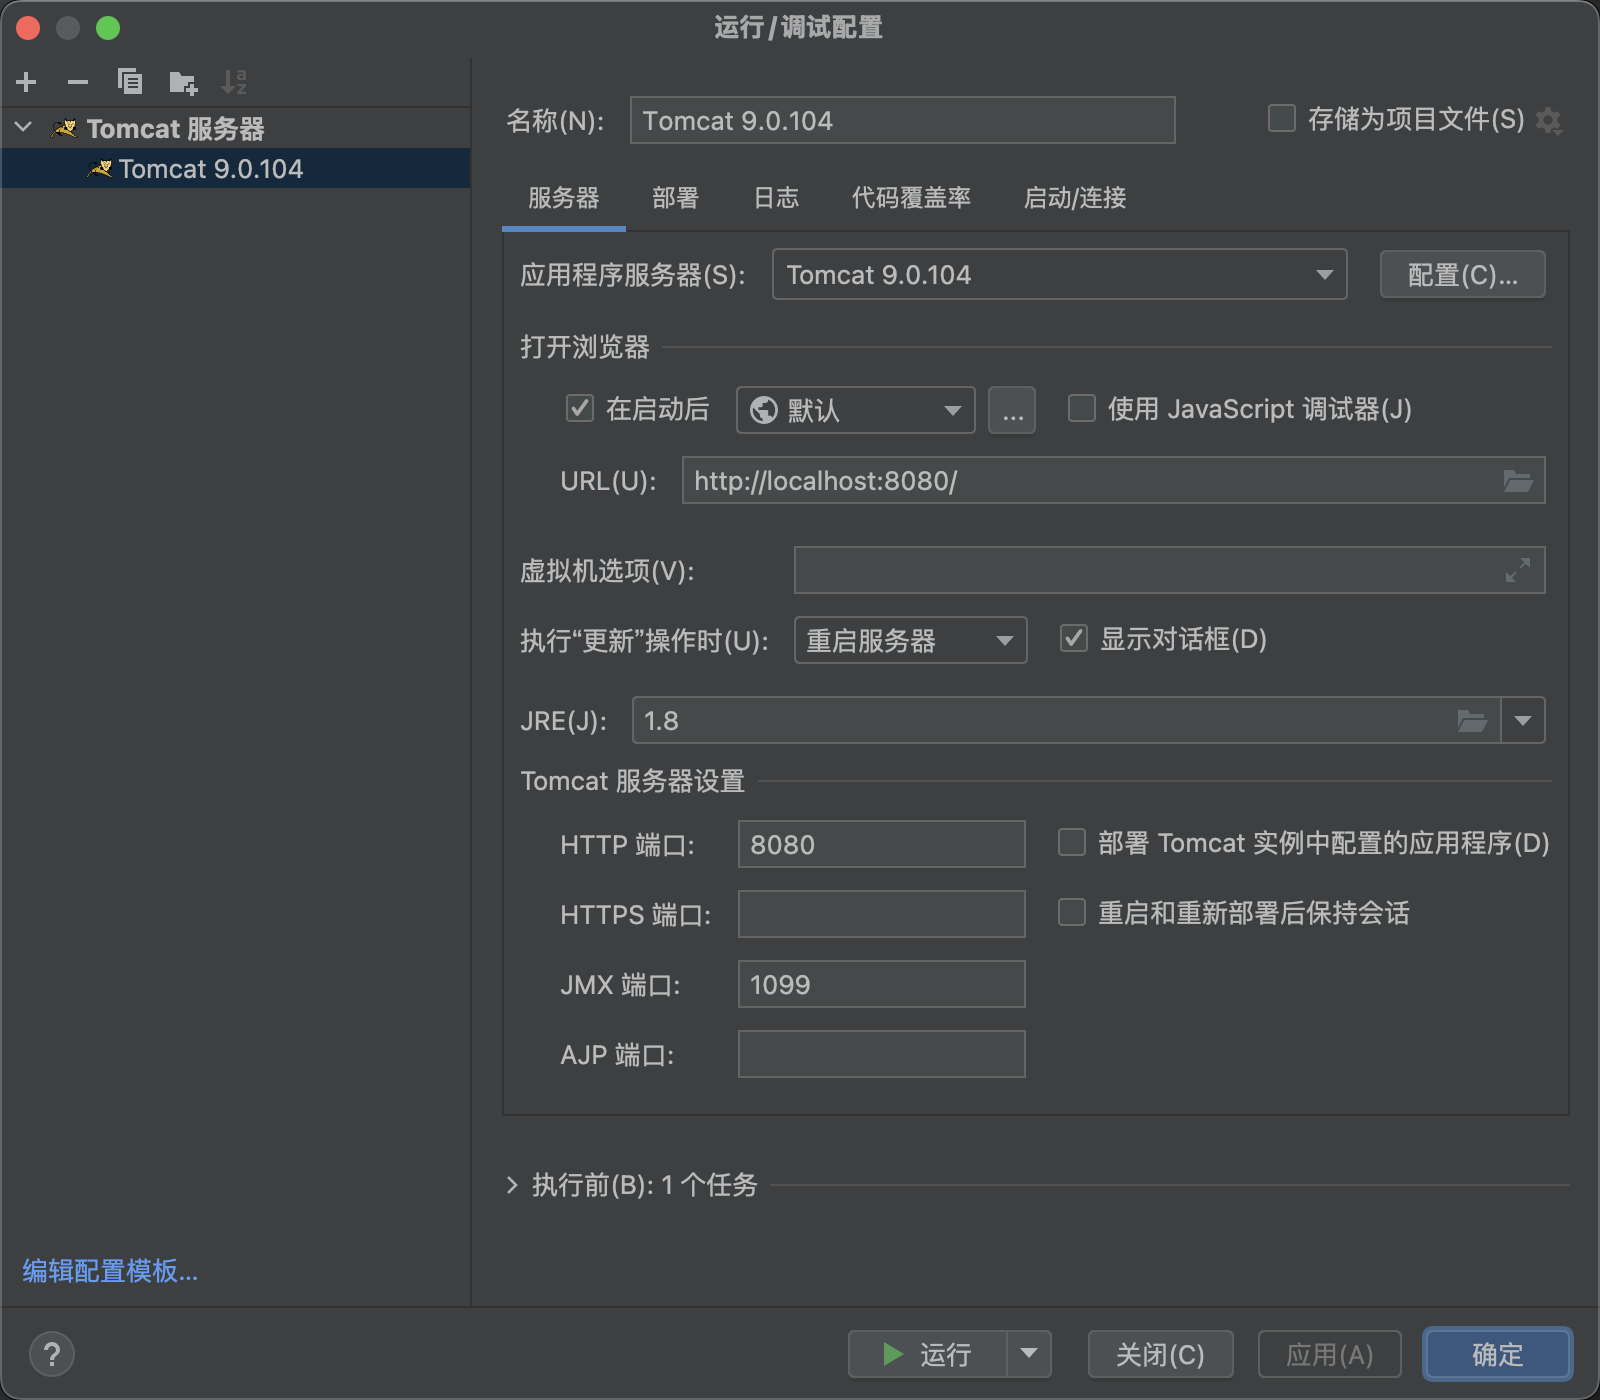 运行/调试配置
Tomcat 服务器
Tomcat 9.0.104
名称(N): Tomcat 9.0.104 存储为项目文件(S)
服务器 部署 日志 代码覆盖率 启动/连接
应用程序服务器(S): Tomcat 9.0.104 配置(C)...
打开浏览器
在启动后 默认 ... 使用 JavaScript 调试器(J)
URL(U): http://localhost:8080/
虚拟机选项(V):
执行“更新”操作时(U): 重启服务器 显示对话框(D)
JRE(J): 1.8
Tomcat 服务器设置
HTTP 端口: 8080 部署 Tomcat 实例中配置的应用程序(D)
HTTPS 端口: 重启和重新部署后保持会话
JMX 端口: 1099
AJP 端口:
执行前(B): 1 个任务
编辑配置模板...
? 运行 关闭(C) 应用(A) 确定